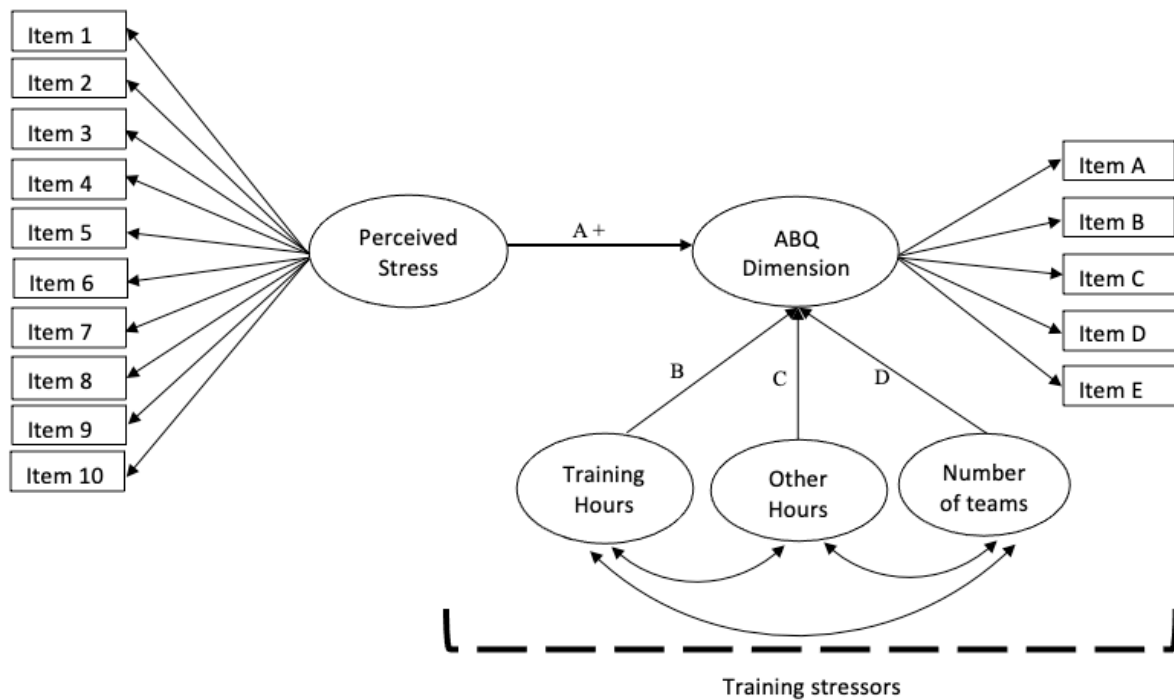 Item 1
Item 2
Item 3
Item 4
Item 5
Item 6
Item 7
Item 8
Item 9
Item 10
Perceived
Stress
A +
ABQ
Dimension
Item A
Item B
Item C
Item D
Item E
B
C
D
Training
Hours
Other
Hours
Number
of teams
Training stressors